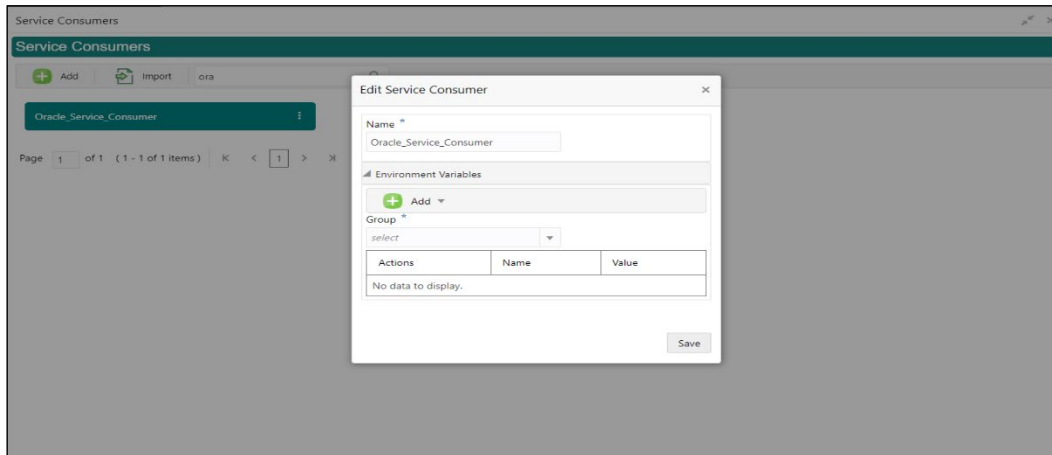 Service Consumers
Service Consumers
Add Import ora
Oracle_Service_Consumer
Page 1 of 1 (1 - 1 of 1 items) K < 1 > >|
Edit Service Consumer ×
Name *
Oracle_Service_Consumer
Environment Variables
Add
Group *
select
Actions Name Value
No data to display.
Save